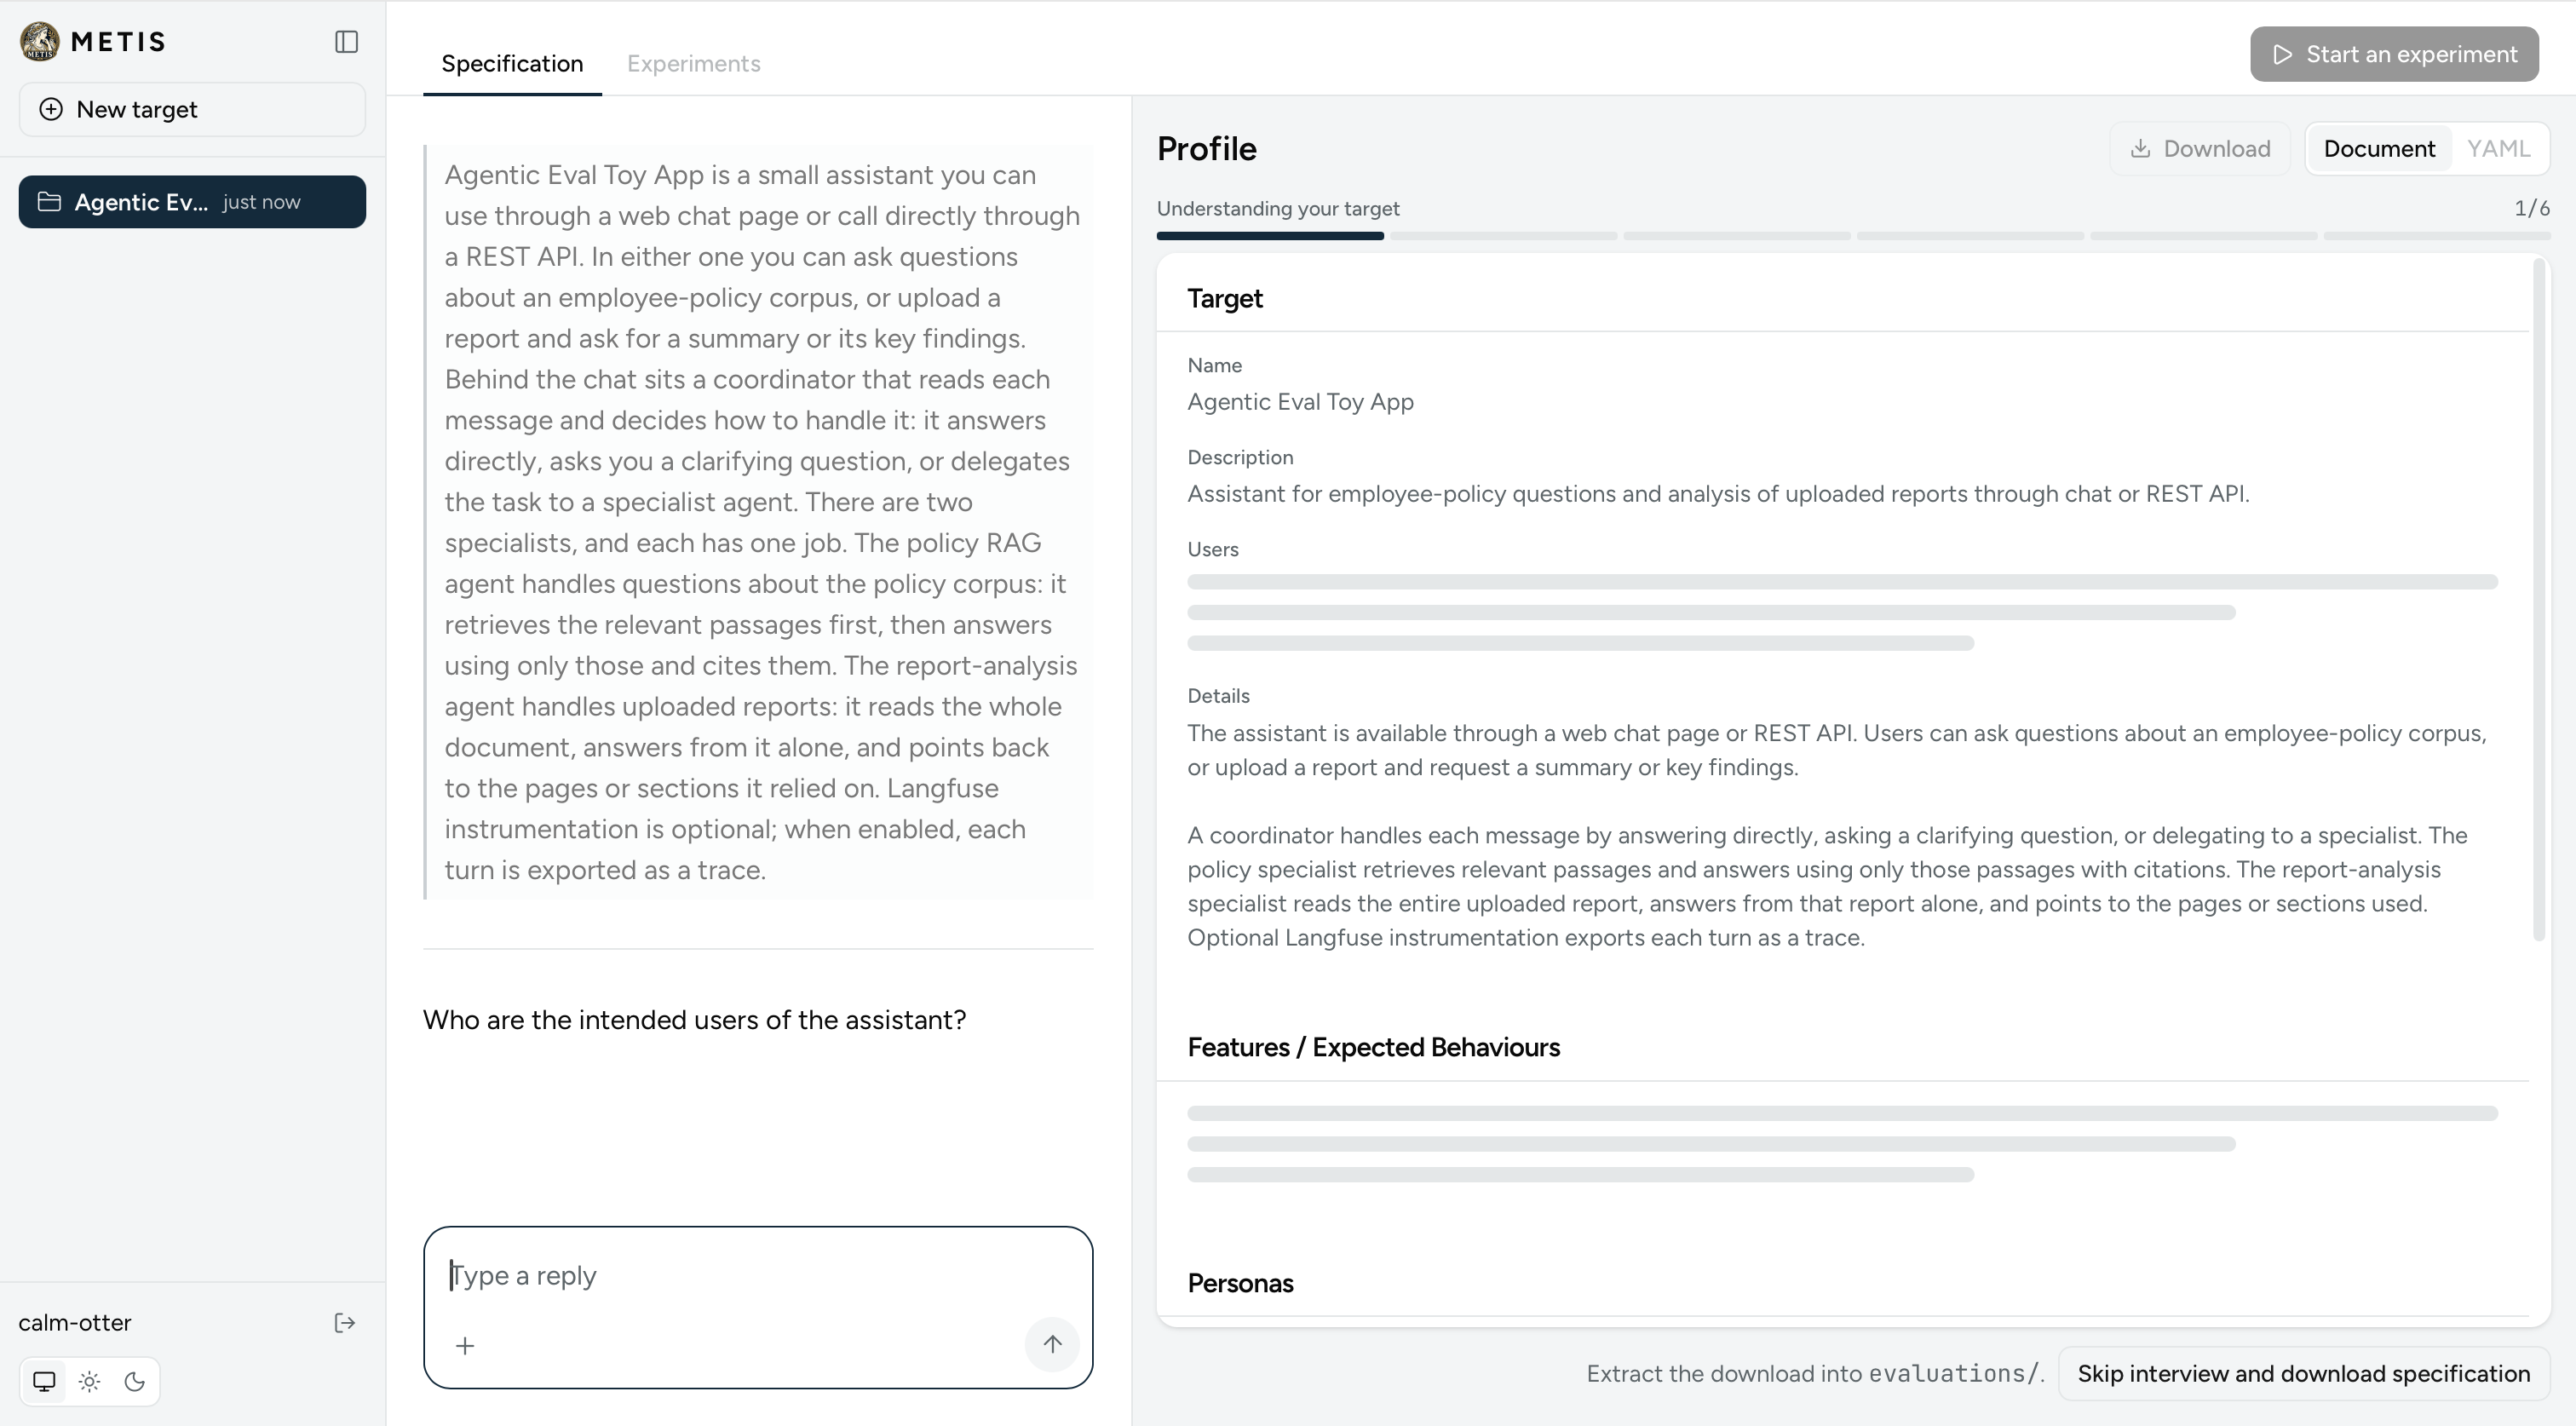 METIS
New target
Agentic Ev... just now
calm-otter
Specification Experiments
Start an experiment
Agentic Eval Toy App is a small assistant you can
use through a web chat page or call directly through
a REST API. In either one you can ask questions
about an employee-policy corpus, or upload a
report and ask for a summary or its key findings.
Behind the chat sits a coordinator that reads each
message and decides how to handle it: it answers
directly, asks you a clarifying question, or delegates
the task to a specialist agent. There are two
specialists, and each has one job. The policy RAG
agent handles questions about the policy corpus: it
retrieves the relevant passages first, then answers
using only those and cites them. The report-analysis
agent handles uploaded reports: it reads the whole
document, answers from it alone, and points back
to the pages or sections it relied on. Langfuse
instrumentation is optional; when enabled, each
turn is exported as a trace.
Who are the intended users of the assistant?
Type a reply
Profile
Download
Document YAML
Understanding your target 1/6
Target
Name
Agentic Eval Toy App
Description
Assistant for employee-policy questions and analysis of uploaded reports through chat or REST API.
Users
Details
The assistant is available through a web chat page or REST API. Users can ask questions about an employee-policy corpus,
or upload a report and request a summary or key findings.
A coordinator handles each message by answering directly, asking a clarifying question, or delegating to a specialist. The
policy specialist retrieves relevant passages and answers using only those passages with citations. The report-analysis
specialist reads the entire uploaded report, answers from that report alone, and points to the pages or sections used.
Optional Langfuse instrumentation exports each turn as a trace.
Features / Expected Behaviours
Personas
Extract the download into evaluations/.
Skip interview and download specification